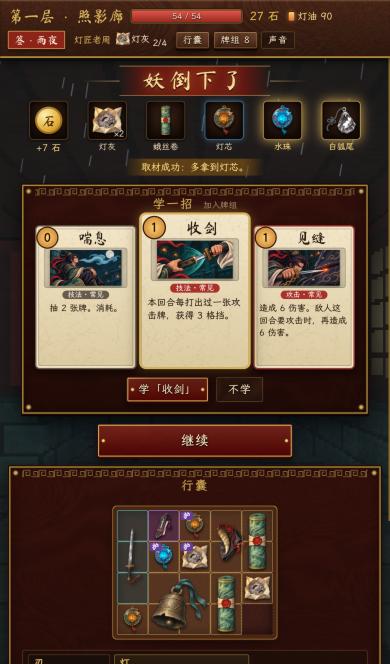 第一层 · 照影廊
54 / 54
27 石
灯油 90
签 · 雨夜
灯匠老周
灯灰 2/4
行囊
牌组 8
声音
妖倒下了
石
×2
+7 石
灯灰
蛾丝卷
灯芯
水珠
白狐尾
取材成功：多拿到灯芯。
学一招 加入牌组
0
喘息
技法 · 常见
抽 2 张牌。消耗。
1
收剑
技法 · 常见
本回合每打出过一张攻
击牌，获得 3 格挡。
1
见缝
攻击 · 常见
造成 6 伤害。敌人这
回合要攻击时，再造成
6 伤害。
学「收剑」
不学
继续
行囊